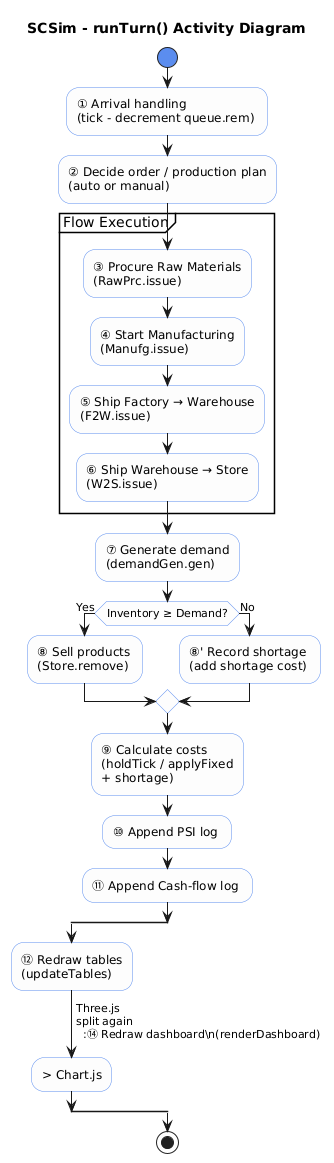 SCSim - runTurn() Activity Diagram
① Arrival handling
(tick - decrement queue.rem)
② Decide order / production plan
(auto or manual)
Flow Execution
③ Procure Raw Materials
(RawPrc.issue)
④ Start Manufacturing
(Manufg.issue)
⑤ Ship Factory → Warehouse
(F2W.issue)
⑥ Ship Warehouse → Store
(W2S.issue)
⑦ Generate demand
(demandGen.gen)
Yes
Inventory ≥ Demand?
No
⑧ Sell products
(Store.remove)
⑧' Record shortage
(add shortage cost)
⑨ Calculate costs
(holdTick / applyFixed
+ shortage)
⑩ Append PSI log
⑪ Append Cash-flow log
⑫ Redraw tables
(updateTables)
Three.js
split again
:⑭ Redraw dashboard\n(renderDashboard)
> Chart.js